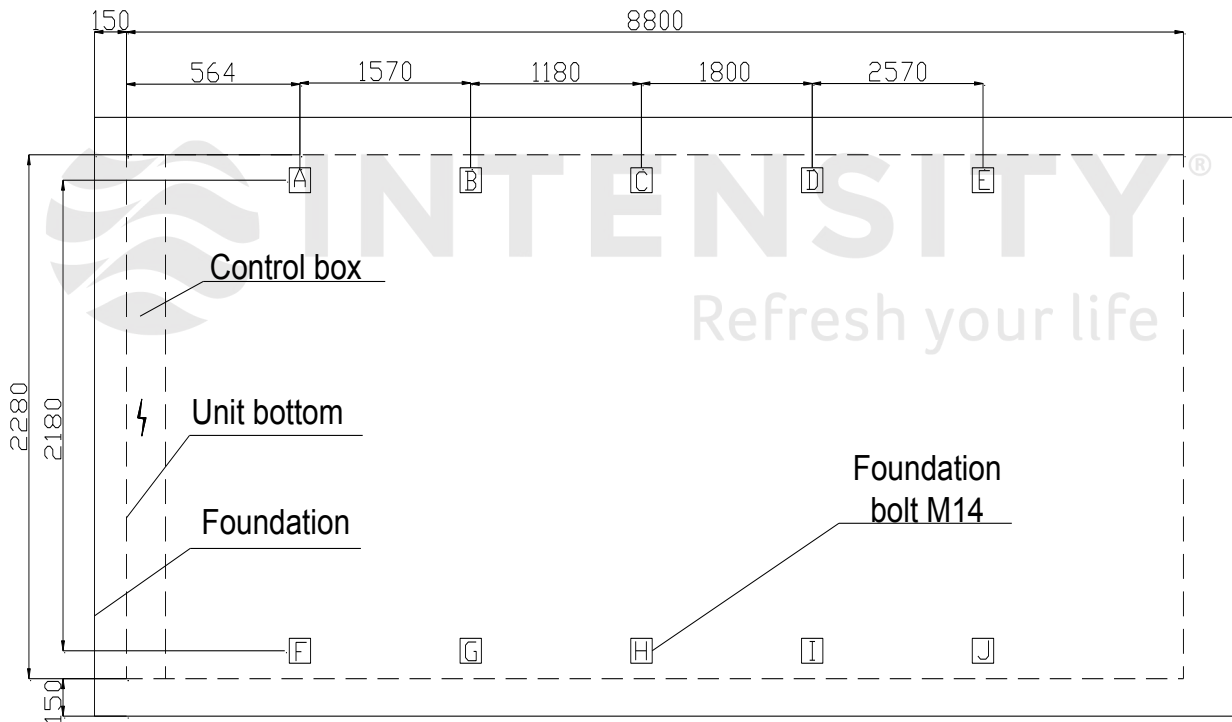 150
8800
564
1570
1180
1800
2570
INTENSITY®
A
B
C
D
E
Control box
Refresh your life
2280
2180
Unit bottom
Foundation
bolt M14
Foundation
F
G
H
I
J
150